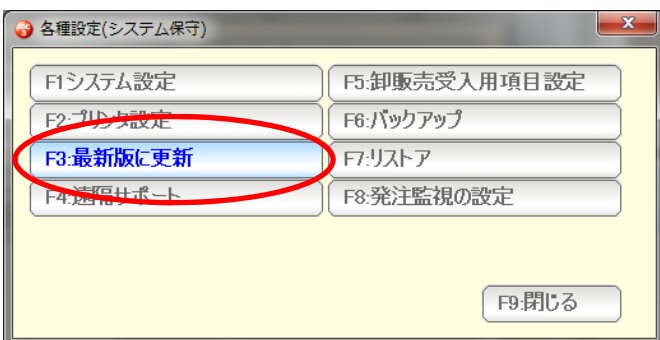 各種設定(システム保守)
F1システム設定
F5:卸販売受入用項目設定
F2:プリンタ設定
F6:バックアップ
F3:最新版に更新
F7:リストア
F4:遠隔サポート
F8:発注監視の設定
F9:閉じる